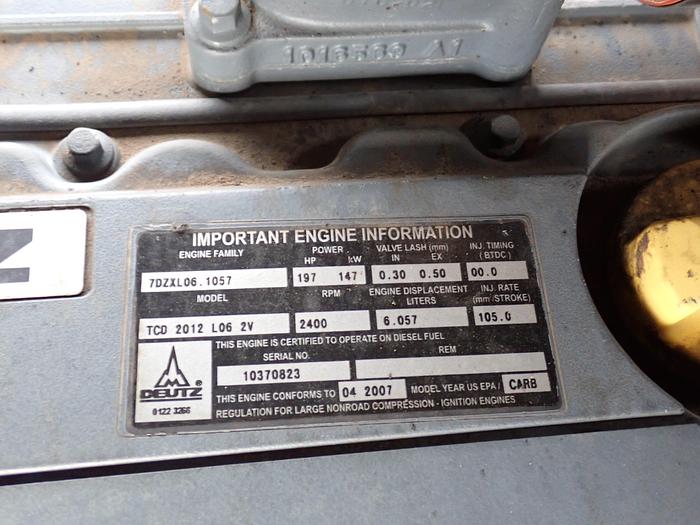 1016589 A1
Z
IMPORTANT ENGINE INFORMATION
ENGINE FAMILY POWER VALVE LASH (mm) INJ. TIMING
HP kW IN EX (BTDC)
7DZXL06.1057 197 147 0.30 0.50 00.0
MODEL RPM ENGINE DISPLACEMENT INJ. RATE
LITERS (mm³/STROKE)
TCD 2012 L06 2V 2400 6.057 105.0
THIS ENGINE IS CERTIFIED TO OPERATE ON DIESEL FUEL
SERIAL NO. REM
10370823
DEUTZ ®
0122 3266
THIS ENGINE CONFORMS TO 04 2007 MODEL YEAR US EPA / CARB
REGULATION FOR LARGE NONROAD COMPRESSION - IGNITION ENGINES